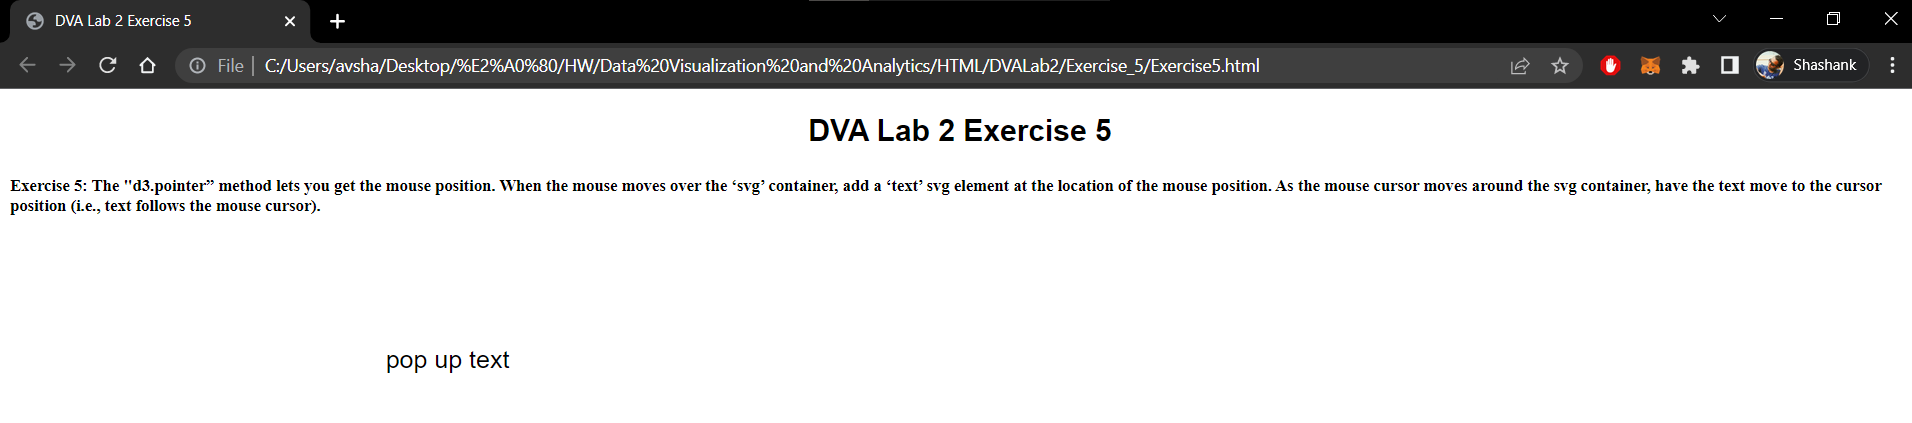 DVA Lab 2 Exercise 5
File | C:/Users/avsha/Desktop/%E2%A0%80/HW/Data%20Visualization%20and%20Analytics/HTML/DVALab2/Exercise_5/Exercise5.html
Shashank
DVA Lab 2 Exercise 5
Exercise 5: The "d3.pointer” method lets you get the mouse position. When the mouse moves over the ‘svg’ container, add a ‘text’ svg element at the location of the mouse position. As the mouse cursor moves around the svg container, have the text move to the cursor
position (i.e., text follows the mouse cursor).
pop up text